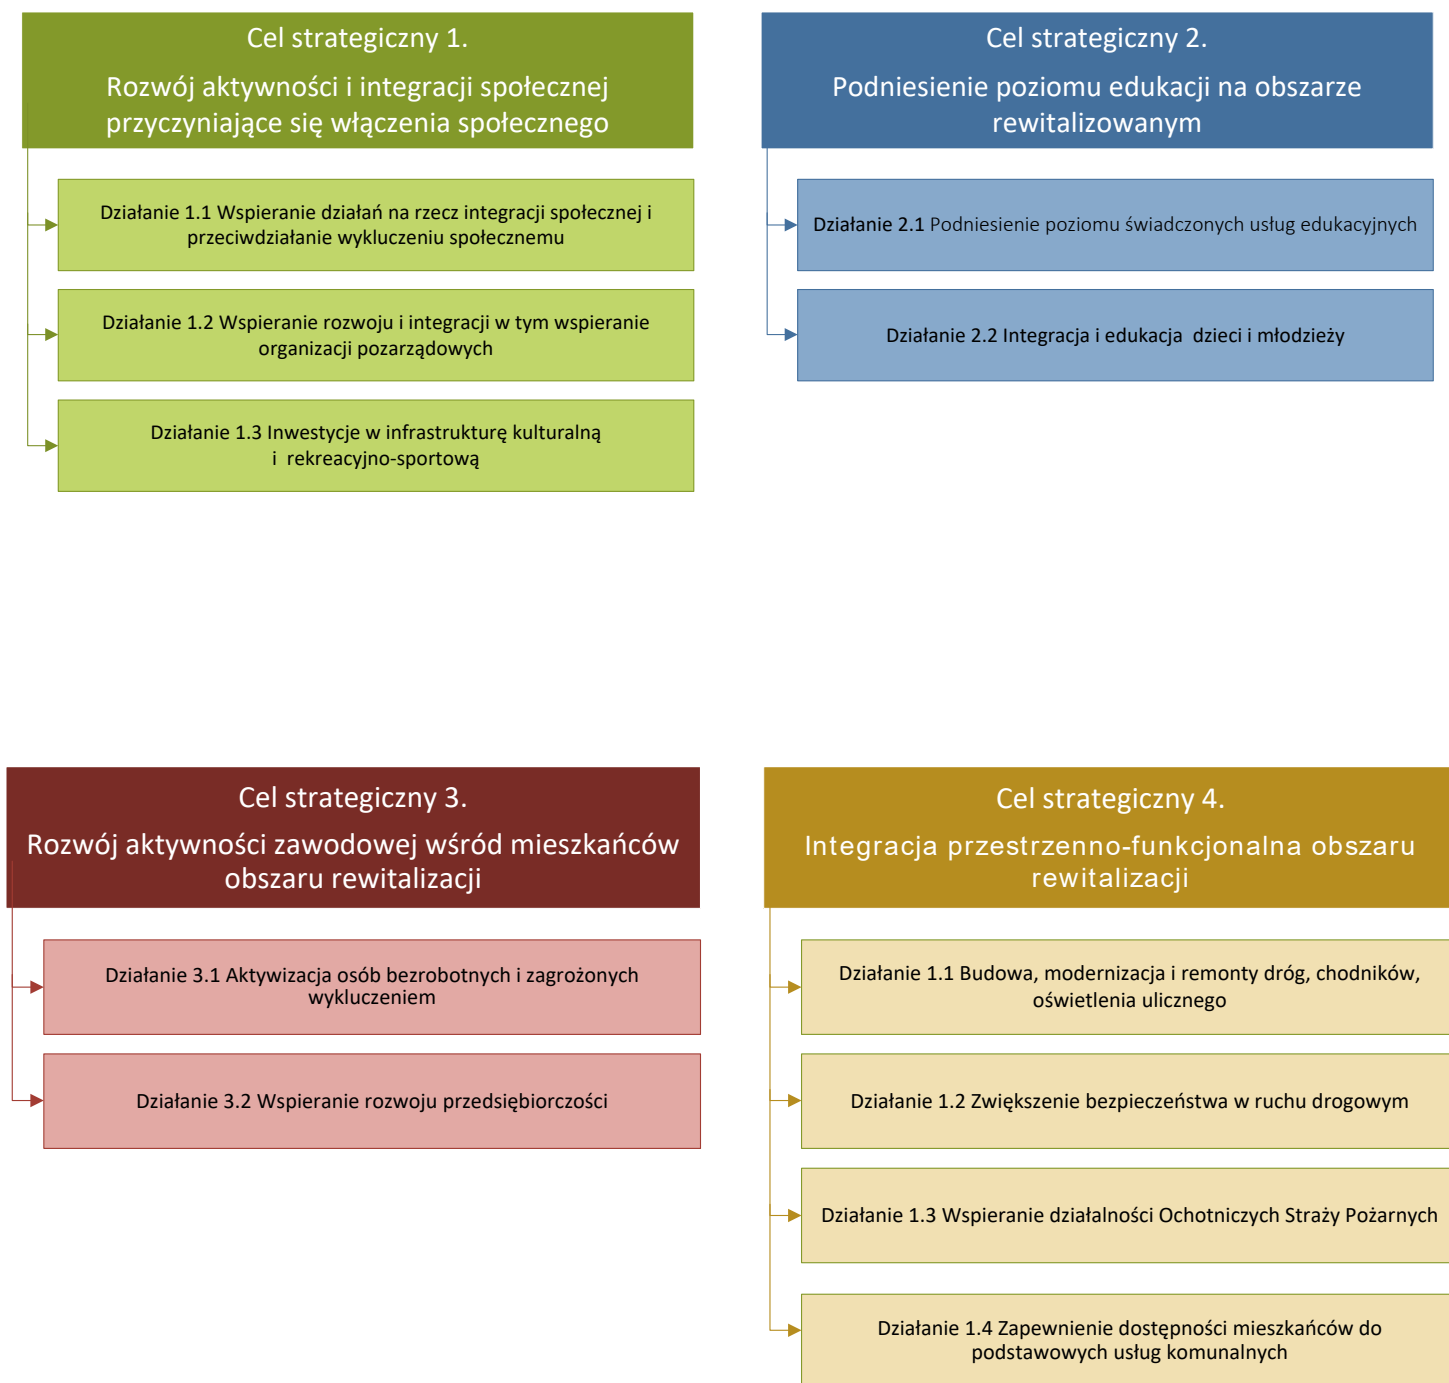 Cel strategiczny 1.
Rozwój aktywności i integracji społecznej
przyczyniające się włączenia społecznego
Działanie 1.1 Wspieranie działań na rzecz integracji społecznej i
przeciwdziałanie wykluczeniu społecznemu
Działanie 1.2 Wspieranie rozwoju i integracji w tym wspieranie
organizacji pozarządowych
Działanie 1.3 Inwestycje w infrastrukturę kulturalną
i rekreacyjno-sportową
Cel strategiczny 2.
Podniesienie poziomu edukacji na obszarze
rewitalizowanym
Działanie 2.1 Podniesienie poziomu świadczonych usług edukacyjnych
Działanie 2.2 Integracja i edukacja dzieci i młodzieży
Cel strategiczny 3.
Rozwój aktywności zawodowej wśród mieszkańców
obszaru rewitalizacji
Działanie 3.1 Aktywizacja osób bezrobotnych i zagrożonych
wykluczeniem
Działanie 3.2 Wspieranie rozwoju przedsiębiorczości
Cel strategiczny 4.
Integracja przestrzenno-funkcjonalna obszaru
rewitalizacji
Działanie 1.1 Budowa, modernizacja i remonty dróg, chodników,
oświetlenia ulicznego
Działanie 1.2 Zwiększenie bezpieczeństwa w ruchu drogowym
Działanie 1.3 Wspieranie działalności Ochotniczych Straży Pożarnych
Działanie 1.4 Zapewnienie dostępności mieszkańców do
podstawowych usług komunalnych